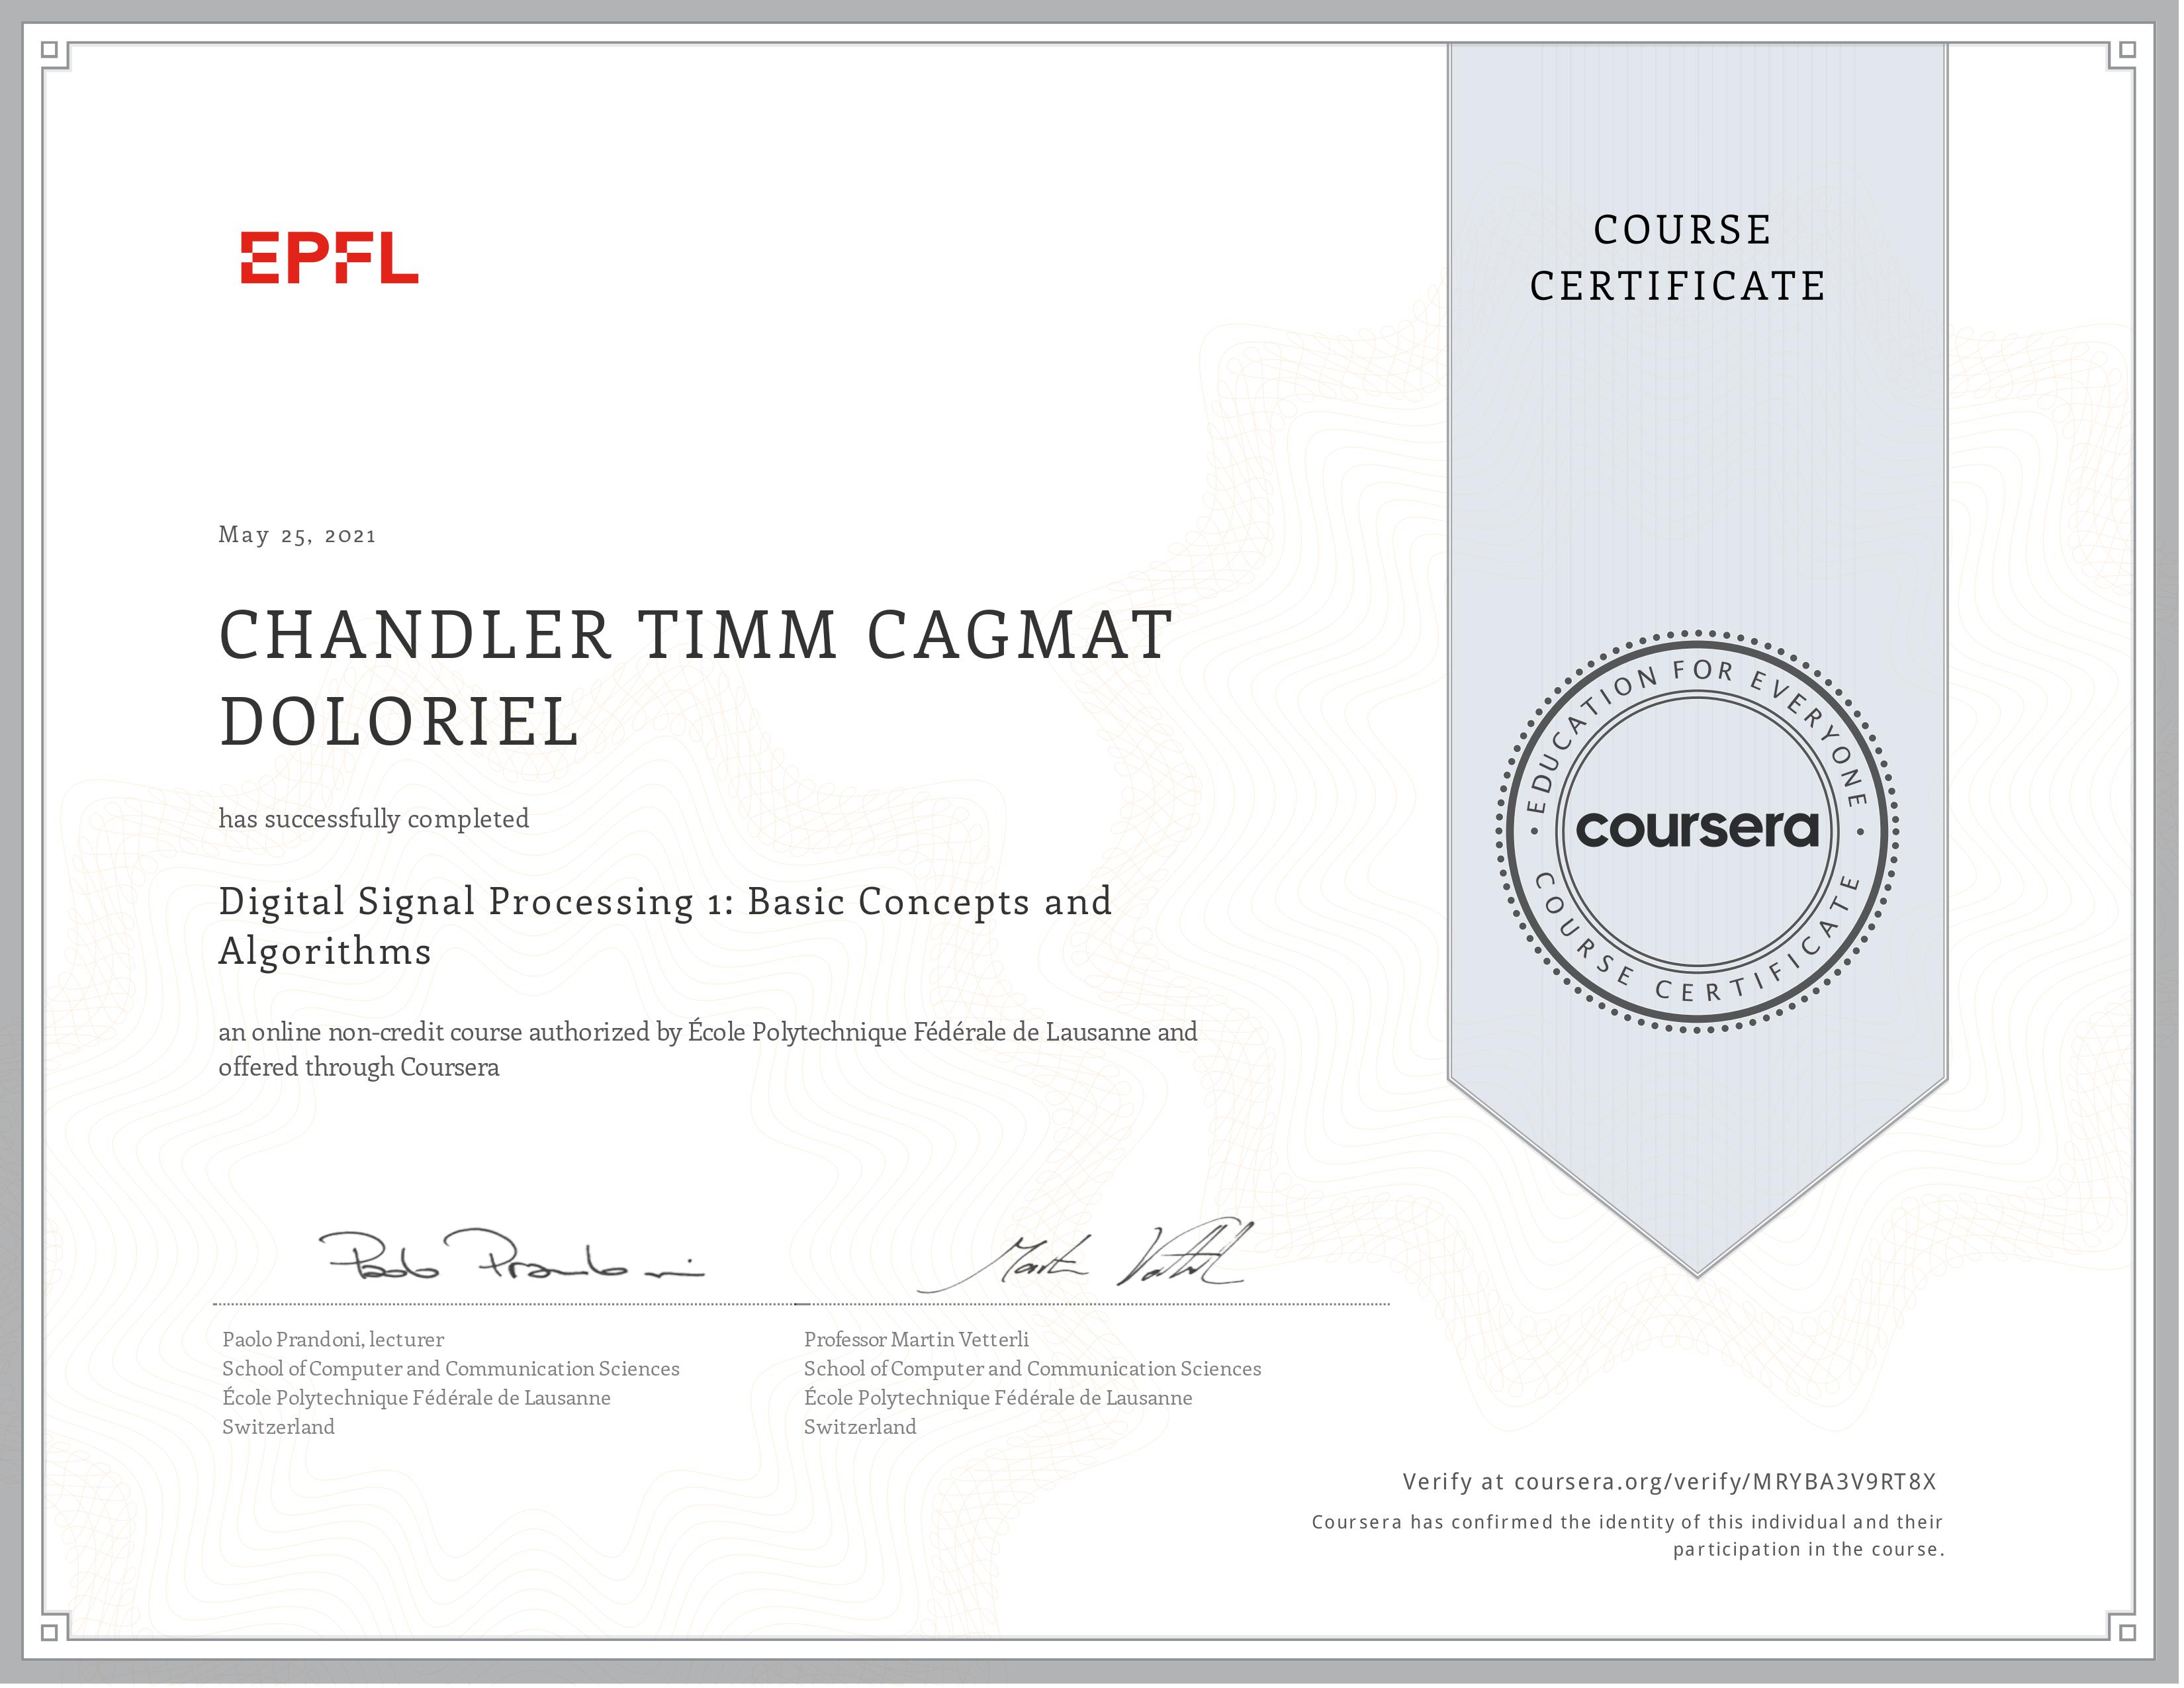 EPFL
COURSE
CERTIFICATE
May 25, 2021
CHANDLER TIMM CAGMAT
DOLORIEL
has successfully completed
Digital Signal Processing 1: Basic Concepts and
Algorithms
an online non-credit course authorized by École Polytechnique Fédérale de Lausanne and
offered through Coursera
EDUCATION FOR EVERYONE
coursera
COURSE CERTIFICATE
Paolo Prandoni
Martin Vetterli
Paolo Prandoni, lecturer
School of Computer and Communication Sciences
École Polytechnique Fédérale de Lausanne
Switzerland
Professor Martin Vetterli
School of Computer and Communication Sciences
École Polytechnique Fédérale de Lausanne
Switzerland
Verify at coursera.org/verify/MRYBA3V9RT8X
Coursera has confirmed the identity of this individual and their
participation in the course.